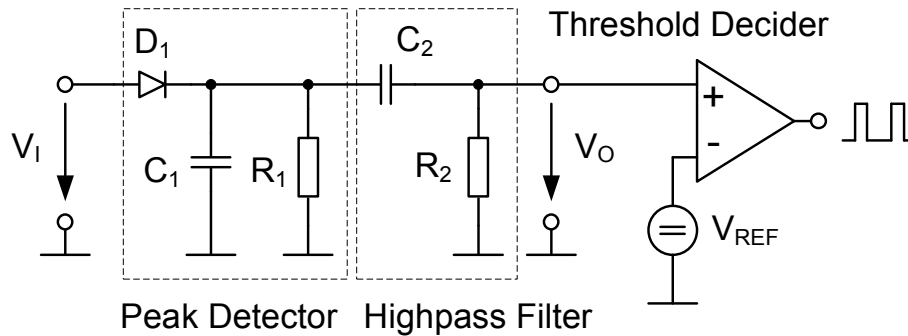 Threshold Decider
D1
C2
+
-
VI
C1
R1
R2
VO
VREF
Peak Detector
Highpass Filter